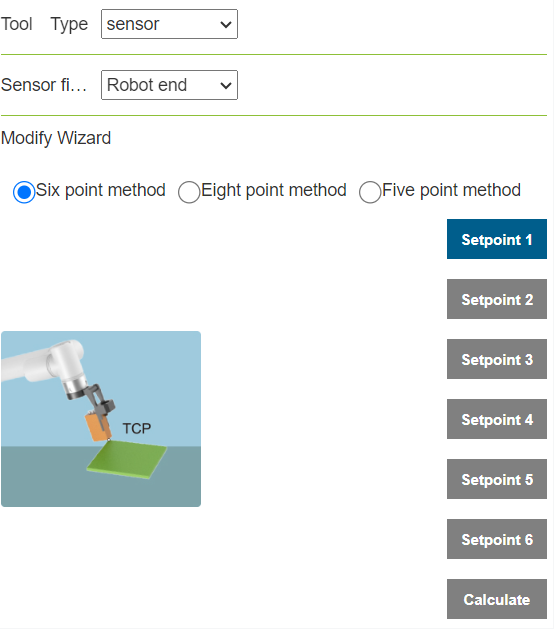 Tool Type sensor
Sensor fi... Robot end
Modify Wizard
Six point method Eight point method Five point method
Setpoint 1
Setpoint 2
Setpoint 3
TCP
Setpoint 4
Setpoint 5
Setpoint 6
Calculate